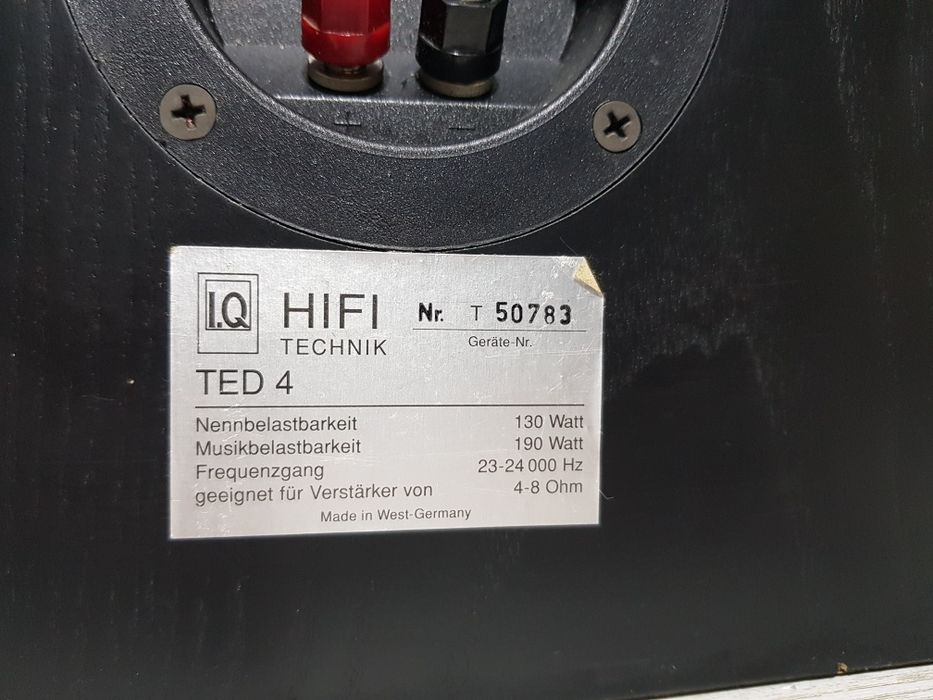 + −
I.Q HIFI Nr. T 50783
TECHNIK Geräte-Nr.
TED 4
Nennbelastbarkeit 130 Watt
Musikbelastbarkeit 190 Watt
Frequenzgang 23-24 000 Hz
geeignet für Verstärker von 4-8 Ohm
Made in West-Germany